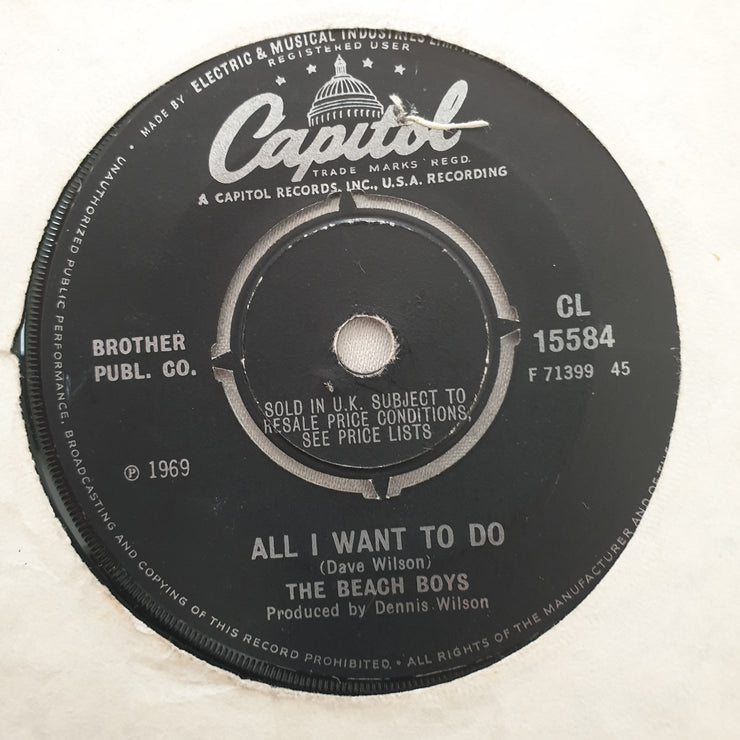 MADE BY ELECTRIC & MUSICAL INDUSTRIES LIMITED
REGISTERED USER
Capitol
TRADE MARKS REGD.
A CAPITOL RECORDS, INC., U.S.A. RECORDING
BROTHER
PUBL. CO.
CL
15584
F 71399 45
SOLD IN U.K. SUBJECT TO
RESALE PRICE CONDITIONS,
SEE PRICE LISTS
℗ 1969
ALL I WANT TO DO
(Dave Wilson)
THE BEACH BOYS
Produced by Dennis Wilson
• UNAUTHORIZED PUBLIC PERFORMANCE, BROADCASTING AND COPYING OF THIS RECORD PROHIBITED. • ALL RIGHTS OF THE MANUFACTURER AND OF THE